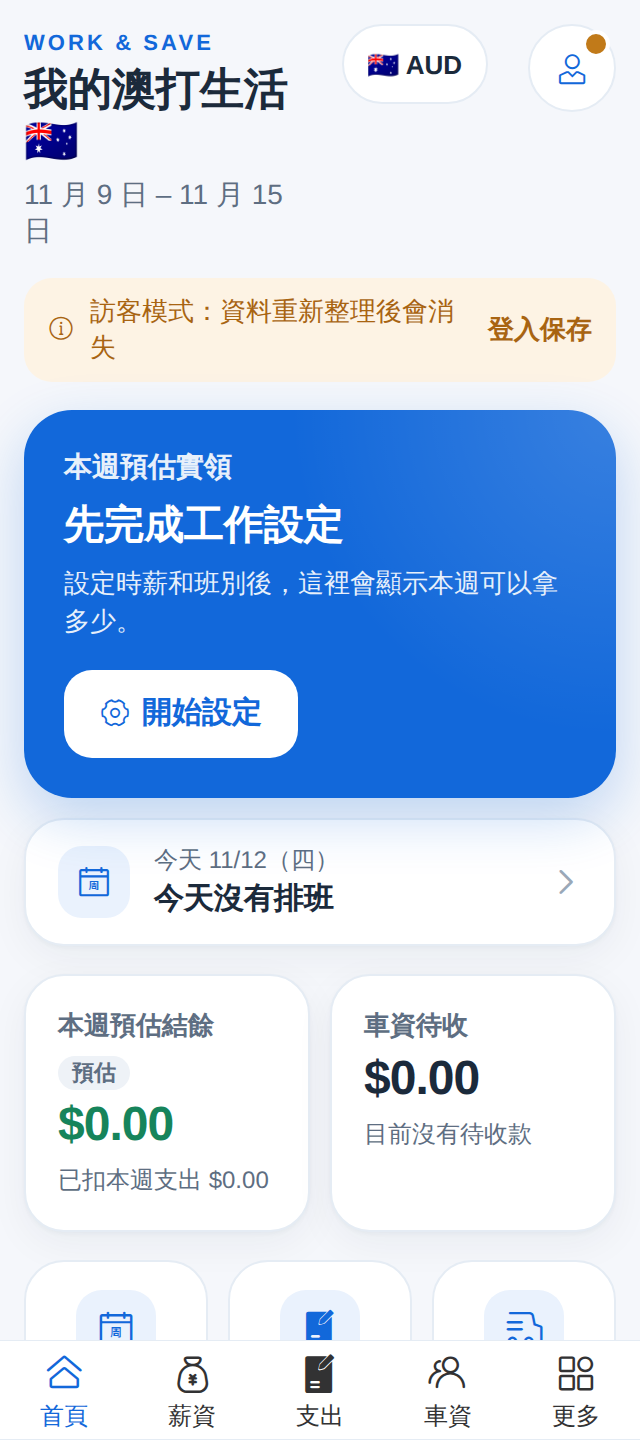 WORK & SAVE
我的澳打生活
🇦🇺
11 月 9 日 – 11 月 15
日
🇦🇺 AUD
訪客模式：資料重新整理後會消
失
登入保存
本週預估實領
先完成工作設定
設定時薪和班別後，這裡會顯示本週可以拿
多少。
開始設定
周
今天 11/12（四）
今天沒有排班
本週預估結餘
預估
$0.00
已扣本週支出 $0.00
車資待收
$0.00
目前沒有待收款
周
首頁
¥
薪資
支出
車資
更多